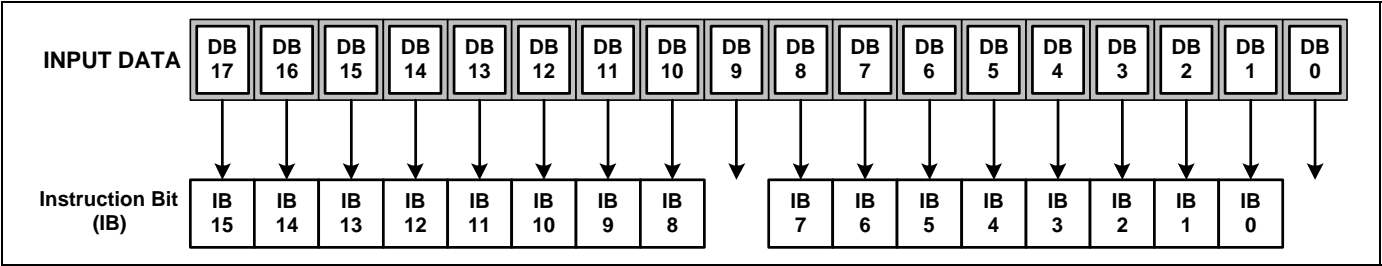 INPUT DATA
DB 17 DB 16 DB 15 DB 14 DB 13 DB 12 DB 11 DB 10 DB 9 DB 8 DB 7 DB 6 DB 5 DB 4 DB 3 DB 2 DB 1 DB 0
Instruction Bit
(IB)
IB 15 IB 14 IB 13 IB 12 IB 11 IB 10 IB 9 IB 8 IB 7 IB 6 IB 5 IB 4 IB 3 IB 2 IB 1 IB 0